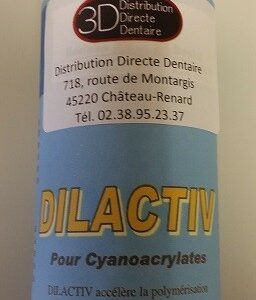 3D Distribution
Directe
Dentaire
Distribution Directe Dentaire
718, route de Montargis
45220 Château-Renard
Tél. 02.38.95.23.37
DILACTIV
Pour Cyanoacrylates
DILACTIV accélère la polymérisation